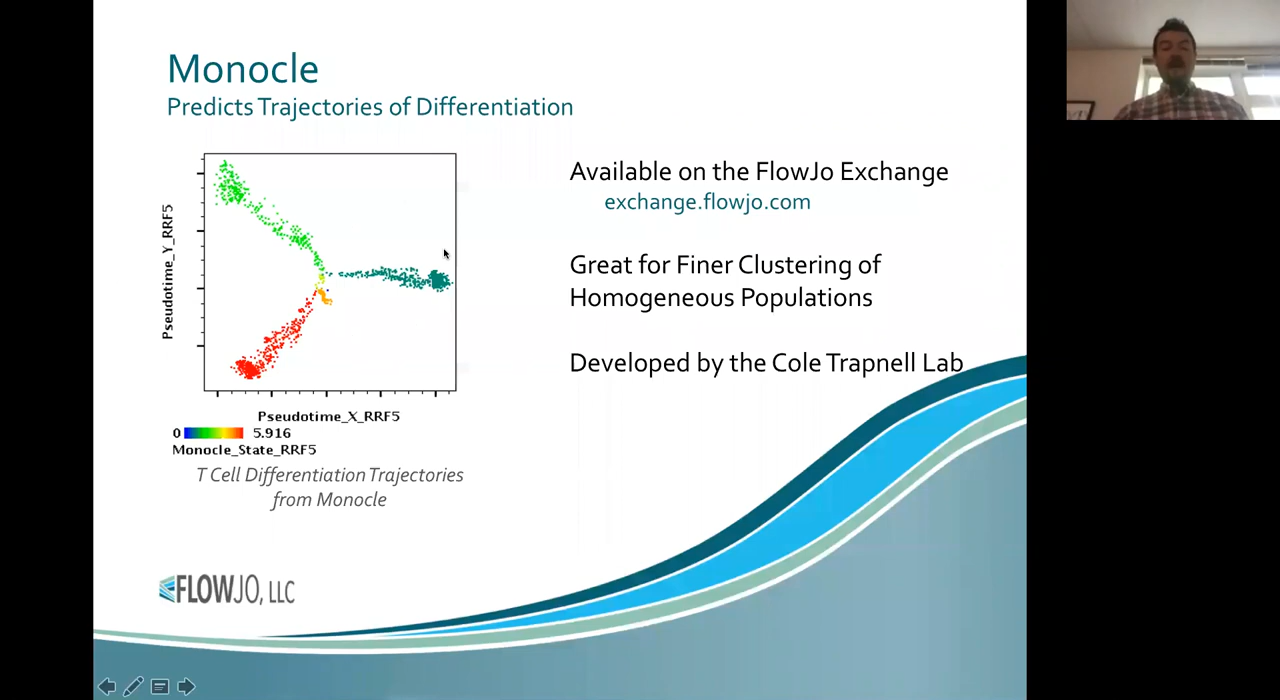 Monocle
Predicts Trajectories of Differentiation
Pseudotime_Y_RRF5
Pseudotime_X_RRF5
0 5.916
Monocle_State_RRF5
T Cell Differentiation Trajectories
from Monocle
Available on the FlowJo Exchange
exchange.flowjo.com
Great for Finer Clustering of
Homogeneous Populations
Developed by the Cole Trapnell Lab
FLOWJO, LLC